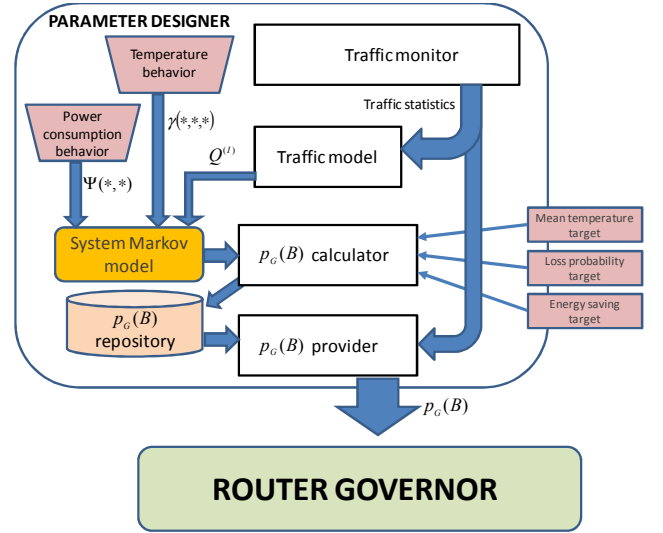 PARAMETER DESIGNER
Temperature
behavior
Traffic monitor
Power
consumption
behavior
γ(*,*,*)
Traffic statistics
Q^(I)
Traffic model
Ψ(*,*)
System Markov
model
p_G(B) calculator
Mean temperature
target
Loss probability
target
Energy saving
target
p_G(B)
repository
p_G(B) provider
p_G(B)
ROUTER GOVERNOR